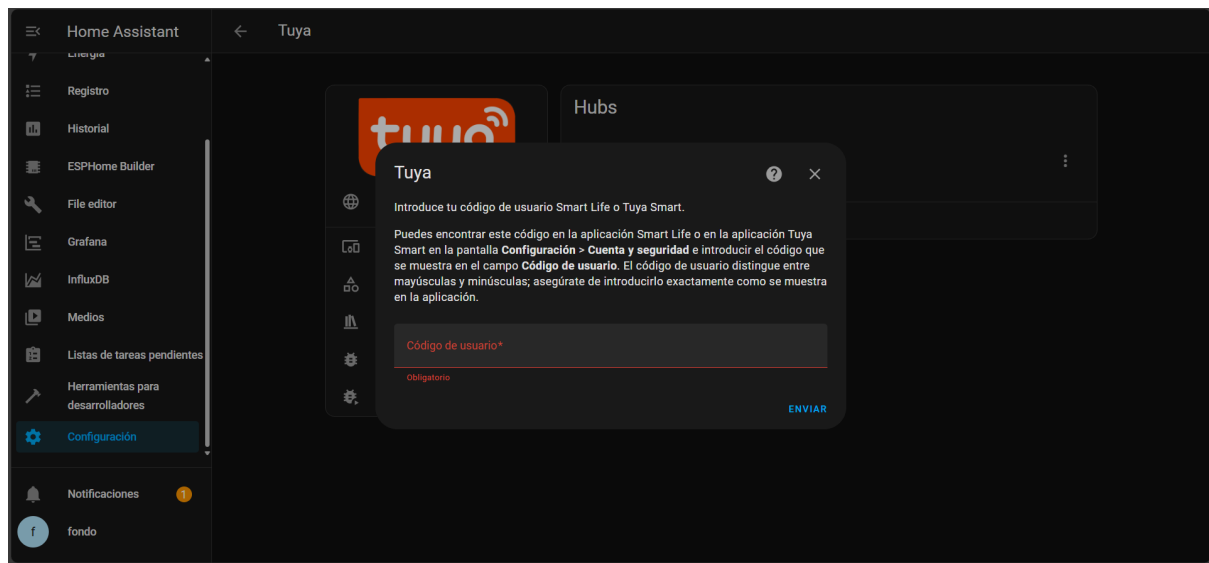 Home Assistant
Tuya
Energía
Registro
Historial
ESPHome Builder
File editor
Grafana
InfluxDB
Medios
Listas de tareas pendientes
Herramientas para
desarrolladores
Configuración
Notificaciones
1
f
fondo
tuya
Hubs
Tuya
Introduce tu código de usuario Smart Life o Tuya Smart.
Puedes encontrar este código en la aplicación Smart Life o en la aplicación Tuya
Smart en la pantalla Configuración > Cuenta y seguridad e introducir el código que
se muestra en el campo Código de usuario. El código de usuario distingue entre
mayúsculas y minúsculas; asegúrate de introducirlo exactamente como se muestra
en la aplicación.
Código de usuario*
Obligatorio
ENVIAR